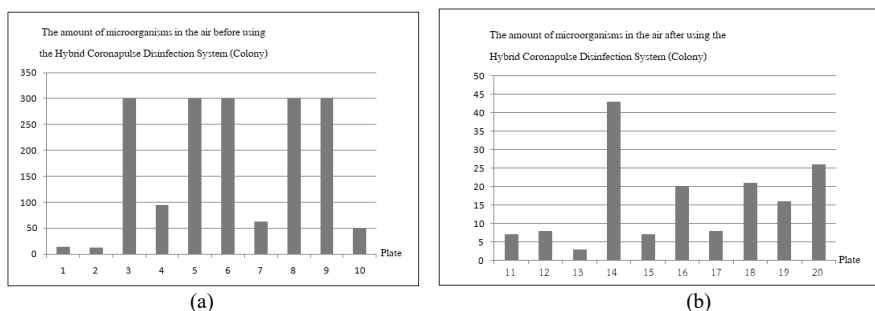 The amount of microorganisms in the air before using
the Hybrid Coronapulse Disinfection System (Colony)
350
300
250
200
150
100
50
0
1 2 3 4 5 6 7 8 9 10
Plate
(a)
The amount of microorganisms in the air after using the
Hybrid Coronapulse Disinfection System (Colony)
50
45
40
35
30
25
20
15
10
5
0
11 12 13 14 15 16 17 18 19 20
Plate
(b)